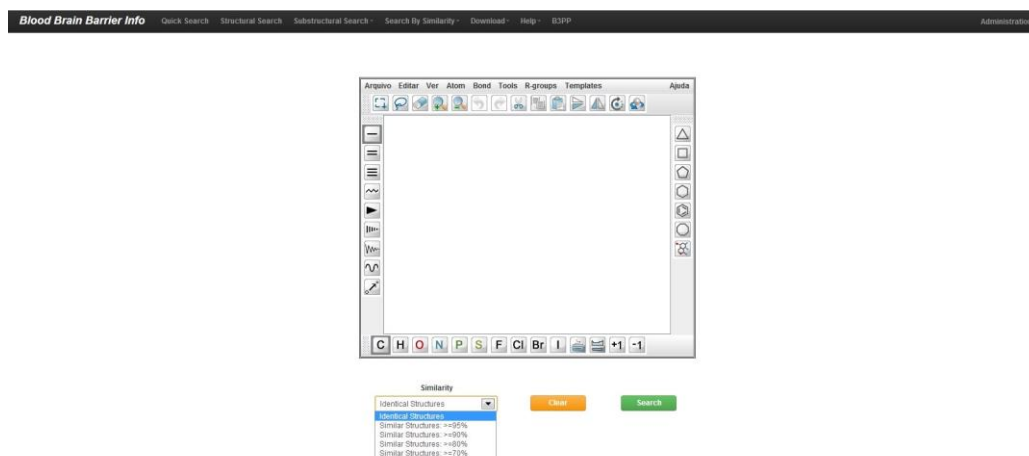 Blood Brain Barrier Info Quick Search Structural Search Substructural Search Search By Similarity Download Help B3PP Administration
Arquivo Editar Ver Atom Bond Tools R-groups Templates Ajuda
C H O N P S F Cl Br I +1 -1
Similarity
Identical Structures Clear Search
Identical Structures
Similar Structures: >=95%
Similar Structures: >=90%
Similar Structures: >=80%
Similar Structures: >=70%